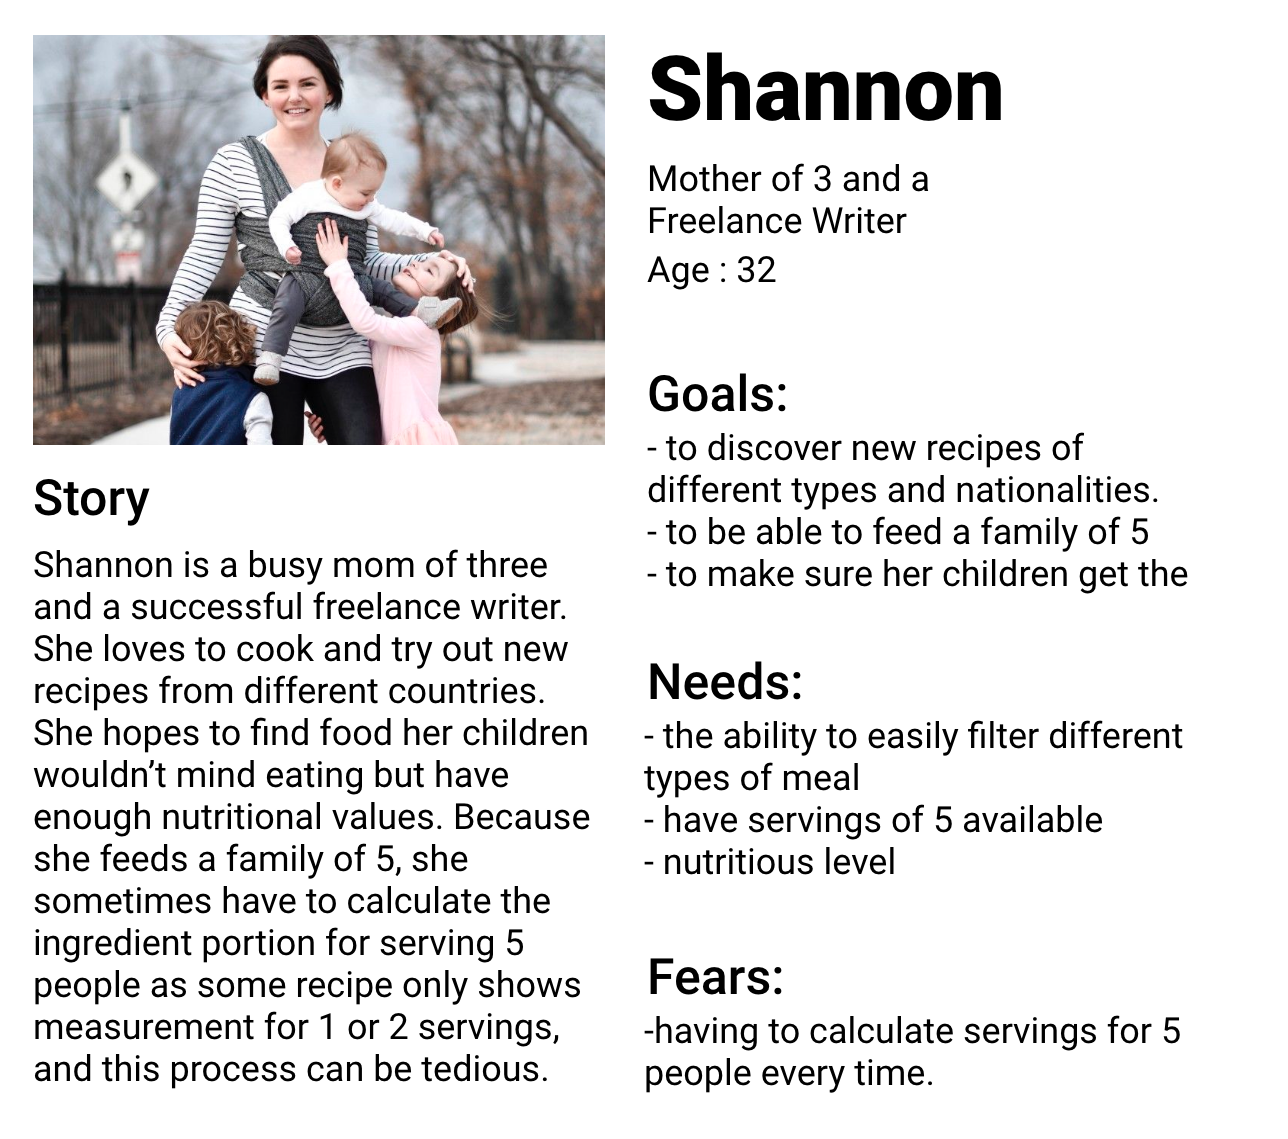 Shannon
Mother of 3 and a
Freelance Writer
Age : 32
Goals:
- to discover new recipes of
different types and nationalities.
- to be able to feed a family of 5
- to make sure her children get the
Needs:
- the ability to easily filter different
types of meal
- have servings of 5 available
- nutritious level
Fears:
-having to calculate servings for 5
people every time.
Story
Shannon is a busy mom of three
and a successful freelance writer.
She loves to cook and try out new
recipes from different countries.
She hopes to find food her children
wouldn’t mind eating but have
enough nutritional values. Because
she feeds a family of 5, she
sometimes have to calculate the
ingredient portion for serving 5
people as some recipe only shows
measurement for 1 or 2 servings,
and this process can be tedious.